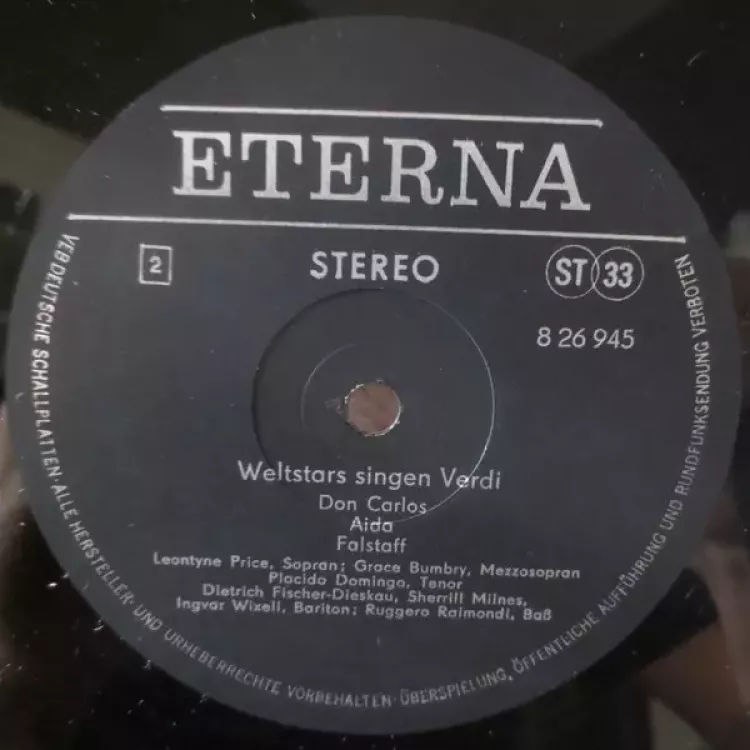 ETERNA
2 STEREO ST 33
8 26 945
Weltstars singen Verdi
Don Carlos
Aida
Falstaff
Leontyne Price, Sopran; Grace Bumbry, Mezzosopran
Placido Domingo, Tenor
Dietrich Fischer-Dieskau, Sherrill Milnes,
Ingvar Wixell, Bariton; Ruggero Raimondi, Baß
VEB DEUTSCHE SCHALLPLATTEN · ALLE HERSTELLER- UND URHEBERRECHTE VORBEHALTEN · ÜBERSPIELUNG, ÖFFENTLICHE AUFFÜHRUNG UND RUNDFUNKSENDUNG VERBOTEN